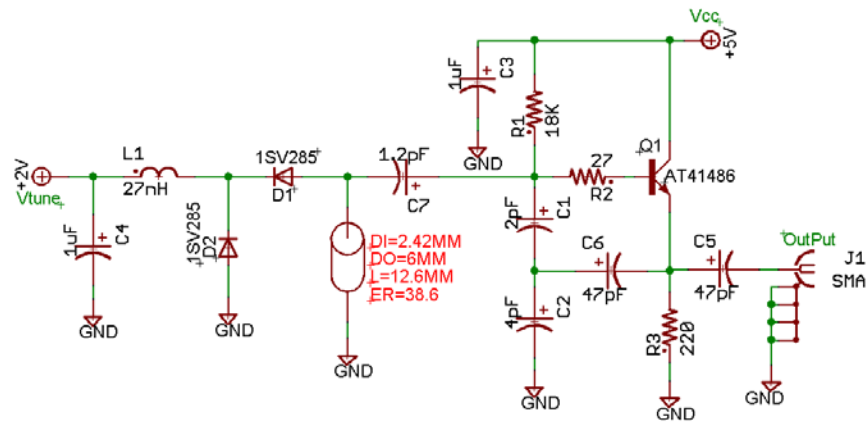 Vcc
+5V
1uF
C3
GND
R1
18K
Q1
AT41486
27
R2
L1
27nH
+2V
Vtune
1uF
C4
GND
1SV285
D1
1SV285
D2
GND
1.2pF
C7
DI=2.42MM
DO=6MM
L=12.6MM
ER=38.6
GND
2pF
C1
C6
47pF
C5
47pF
OutPut
J1
SMA
4pF
C2
GND
R3
220
GND
GND